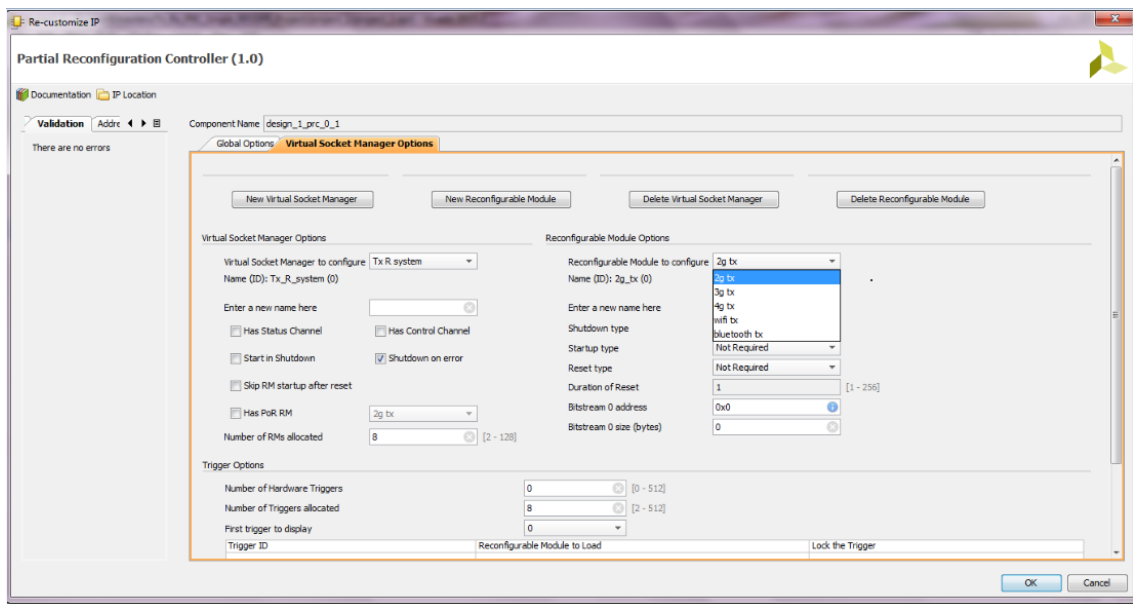 Re-customize IP
Partial Reconfiguration Controller (1.0)
Documentation IP Location
Validation Addre
There are no errors
Component Name design_1_prc_0_1
Global Options Virtual Socket Manager Options
New Virtual Socket Manager New Reconfigurable Module Delete Virtual Socket Manager Delete Reconfigurable Module
Virtual Socket Manager Options
Virtual Socket Manager to configure Tx R system
Name (ID): Tx_R_system (0)
Enter a new name here
Has Status Channel Has Control Channel
Start in Shutdown Shutdown on error
Skip RM startup after reset
Has PoR RM 2g tx
Number of RMs allocated 8 [2 - 128]
Reconfigurable Module Options
Reconfigurable Module to configure 2g tx
Name (ID): 2g_tx (0)
2g tx
3g tx
4g tx
wifi tx
bluetooth tx
Enter a new name here
Shutdown type
Startup type Not Required
Reset type Not Required
Duration of Reset 1 [1 - 256]
Bitstream 0 address 0x0
Bitstream 0 size (bytes) 0
Trigger Options
Number of Hardware Triggers 0 [0 - 512]
Number of Triggers allocated 8 [2 - 512]
First trigger to display 0
Trigger ID Reconfigurable Module to Load Lock the Trigger
OK Cancel